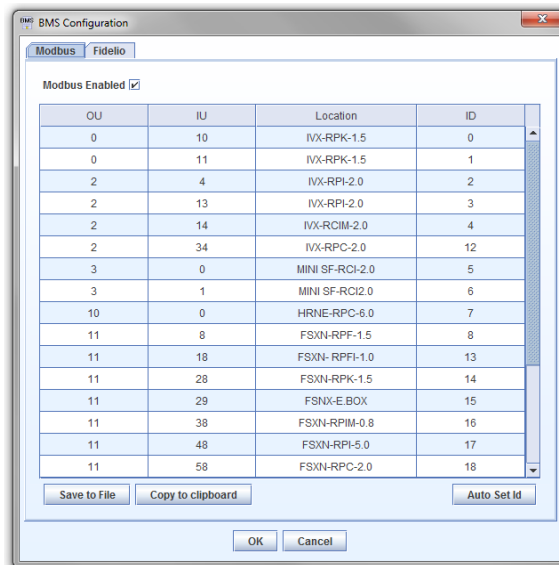 BMS BMS Configuration
Modbus Fidelio
Modbus Enabled
OU IU Location ID
0 10 IVX-RPK-1.5 0
0 11 IVX-RPK-1.5 1
2 4 IVX-RPI-2.0 2
2 13 IVX-RPI-2.0 3
2 14 IVX-RCIM-2.0 4
2 34 IVX-RPC-2.0 12
3 0 MINI SF-RCI-2.0 5
3 1 MINI SF-RCI2.0 6
10 0 HRNE-RPC-6.0 7
11 8 FSXN-RPF-1.5 8
11 18 FSXN- RPFI-1.0 13
11 28 FSXN-RPK-1.5 14
11 29 FSNX-E.BOX 15
11 38 FSXN-RPIM-0.8 16
11 48 FSXN-RPI-5.0 17
11 58 FSXN-RPC-2.0 18
Save to File Copy to clipboard Auto Set Id
OK Cancel